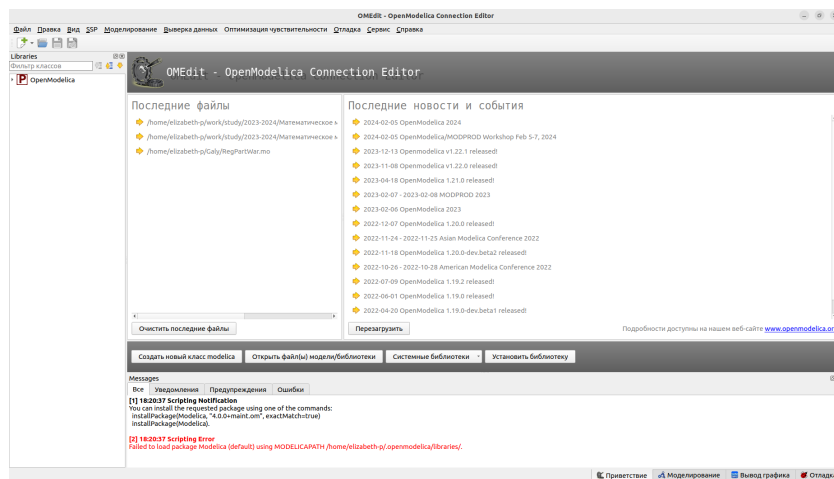 OMEdit - OpenModelica Connection Editor
Файл Правка Вид SSP Моделирование Выверка данных Оптимизация чувствительности Отладка Сервис Справка
Libraries
Фильтр классов
P OpenModelica
OMEdit - OpenModelica Connection Editor
Последние файлы
/home/elizabeth-p/work/study/2023-2024/Математическое м
/home/elizabeth-p/work/study/2023-2024/Математическое м
/home/elizabeth-p/Galy/RegPartWar.mo
Очистить последние файлы
Последние новости и события
2024-02-05 OpenModelica 2024
2024-02-05 OpenModelica/MODPROD Workshop Feb 5-7, 2024
2023-12-13 OpenModelica v1.22.1 released!
2023-11-08 OpenModelica v1.22.0 released!
2023-04-18 OpenModelica 1.21.0 released!
2023-02-07 - 2023-02-08 MODPROD 2023
2023-02-06 OpenModelica 2023
2022-12-07 OpenModelica 1.20.0 released!
2022-11-24 - 2022-11-25 Asian Modelica Conference 2022
2022-11-18 OpenModelica 1.20.0-dev.beta2 released!
2022-10-26 - 2022-10-28 American Modelica Conference 2022
2022-07-09 OpenModelica 1.19.2 released!
2022-06-01 OpenModelica 1.19.0 released!
2022-04-20 OpenModelica 1.19.0-dev.beta1 released!
Перезагрузить
Подробности доступны на нашем веб-сайте www.openmodelica.or
Создать новый класс modelica Открыть файл(ы) модели/библиотеки Системные библиотеки Установить библиотеку
Messages
Все Уведомления Предупреждения Ошибки
[1] 18:20:37 Scripting Notification
You can install the requested package using one of the commands:
installPackage(Modelica, "4.0.0+maint.om", exactMatch=true)
installPackage(Modelica).
[2] 18:20:37 Scripting Error
Failed to load package Modelica (default) using MODELICAPATH /home/elizabeth-p/.openmodelica/libraries/.
Приветствие Моделирование Вывод графика Отладка